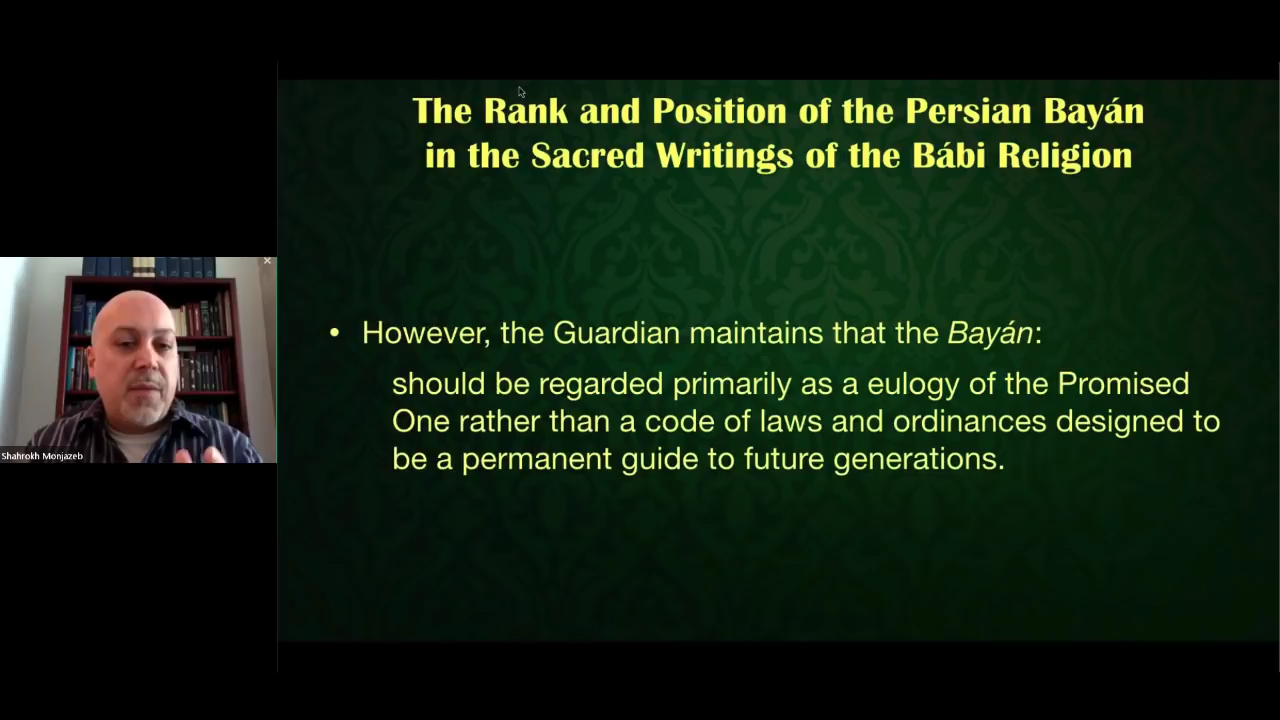 The Rank and Position of the Persian Bayán
in the Sacred Writings of the Bábi Religion
• However, the Guardian maintains that the Bayán:
should be regarded primarily as a eulogy of the Promised
One rather than a code of laws and ordinances designed to
be a permanent guide to future generations.
Shahrokh Monjazeb